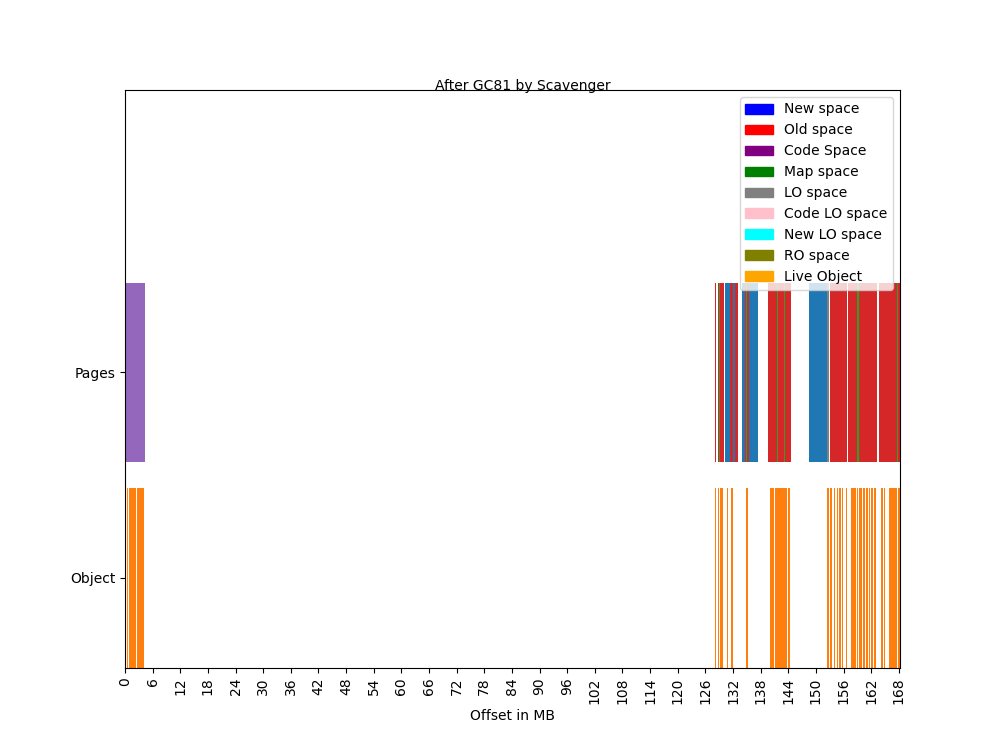 After GC81 by Scavenger
New space
Old space
Code Space
Map space
LO space
Code LO space
New LO space
RO space
Live Object
Pages
Object
0 6 12 18 24 30 36 42 48 54 60 66 72 78 84 90 96 102 108 114 120 126 132 138 144 150 156 162 168
Offset in MB